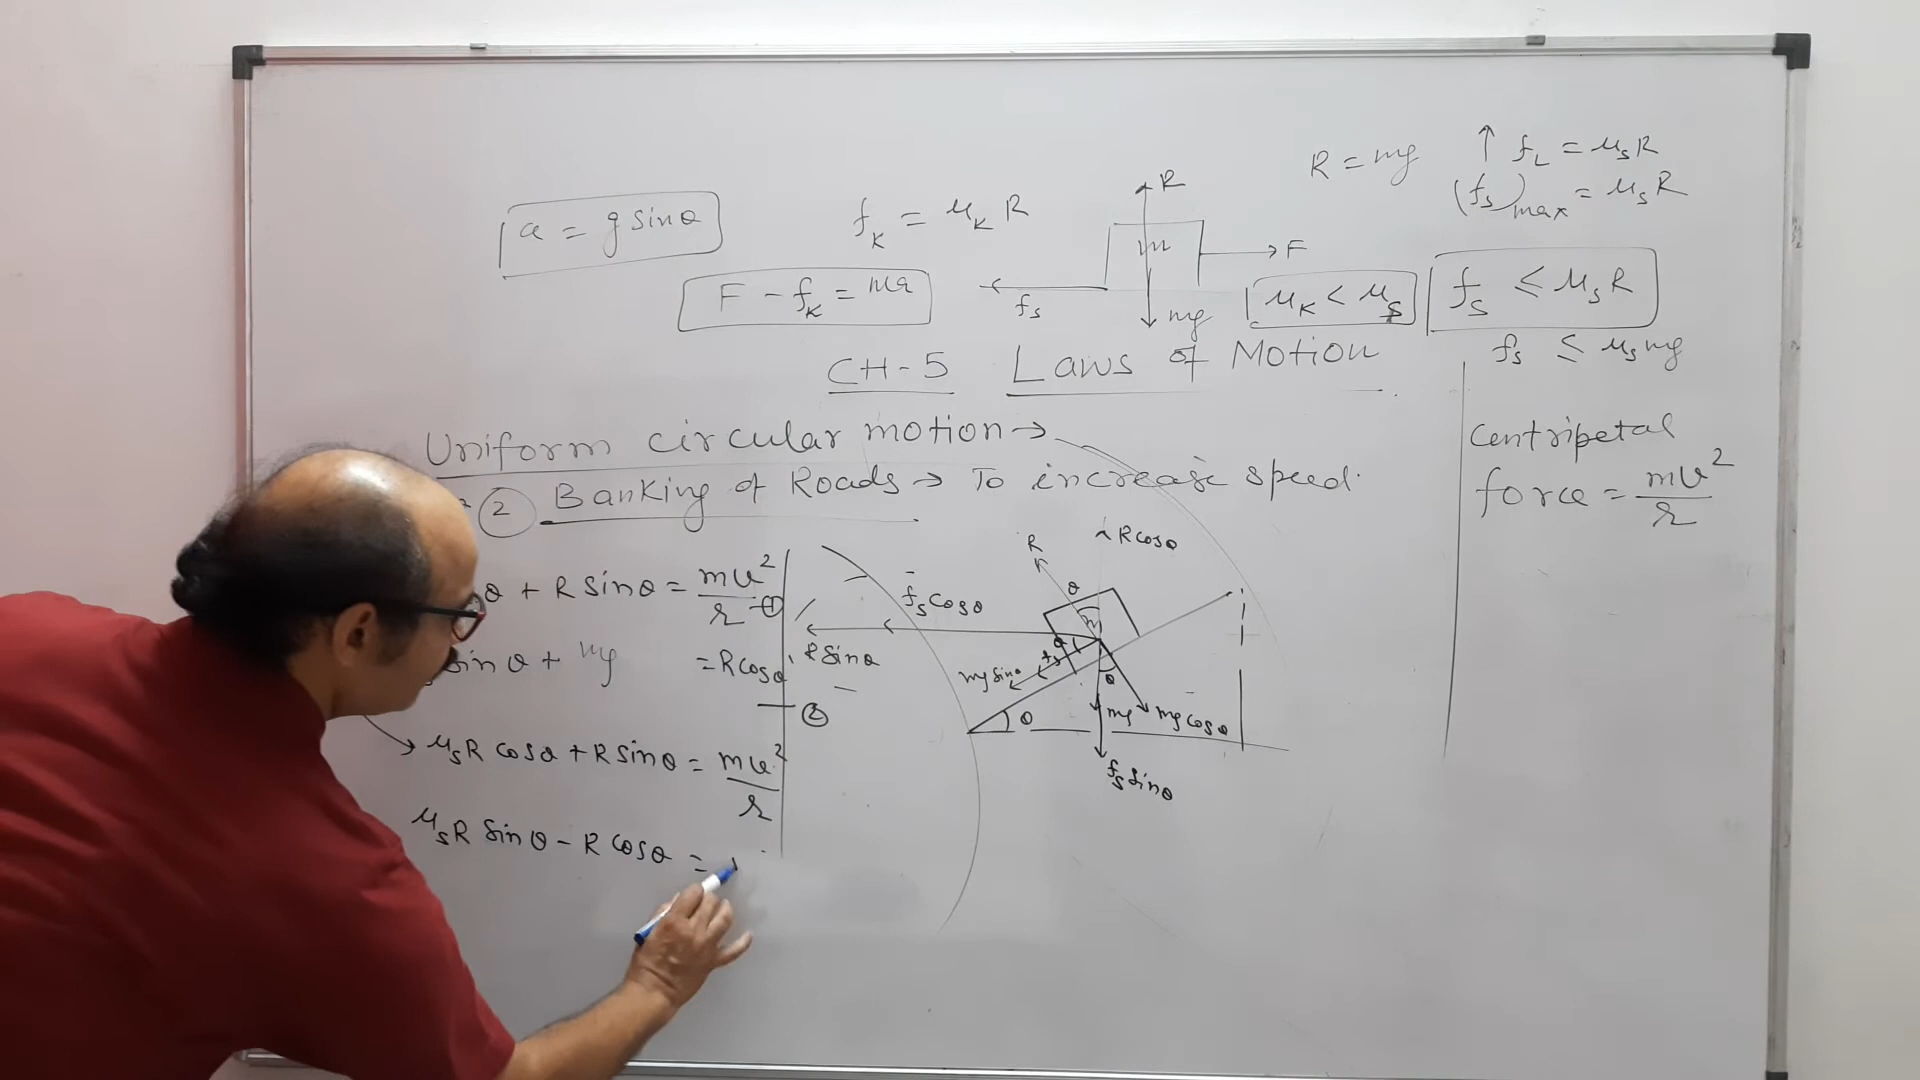 R = mg
↑ f_L = μ_s R
(f_s)_max = μ_s R
a = g sinθ
f_K = μ_K R
R
m
F
f_s
mg
F - f_K = ma
μ_K < μ_s
f_s ≤ μ_s R
f_s ≤ μ_s mg
CH-5 Laws of Motion
Uniform circular motion →
② Banking of Roads → To increase speed.
Centripetal
force = mv²/r
θ + R sinθ = mv²/r - ①
sinθ + mg = R cosθ
— ②
→ μ_s R cosθ + R sinθ = mv²/r
μ_s R sinθ - R cosθ =
f_s cosθ
R sinθ
R
R cosθ
θ
θ
f_s
mg sinθ
θ
θ
mg
mg cosθ
f_s sinθ